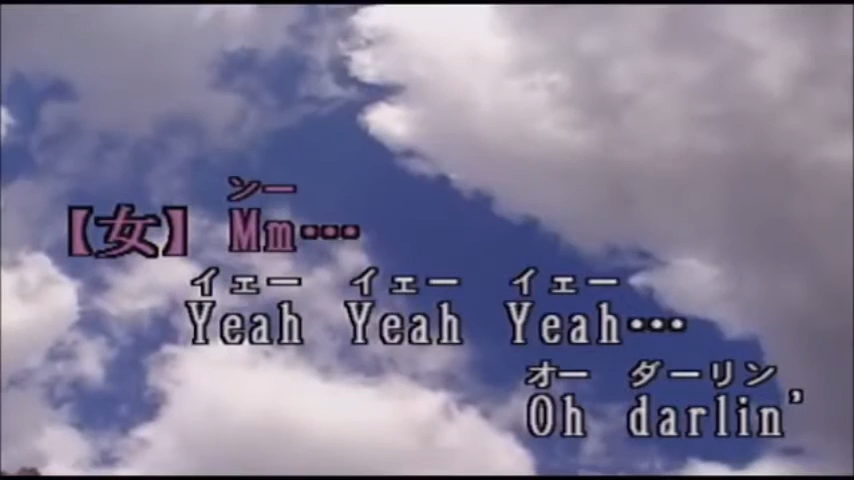 ンー
【女】 Mm…
イェー イェー イェー
Yeah Yeah Yeah…
オー ダーリン
Oh darlin'